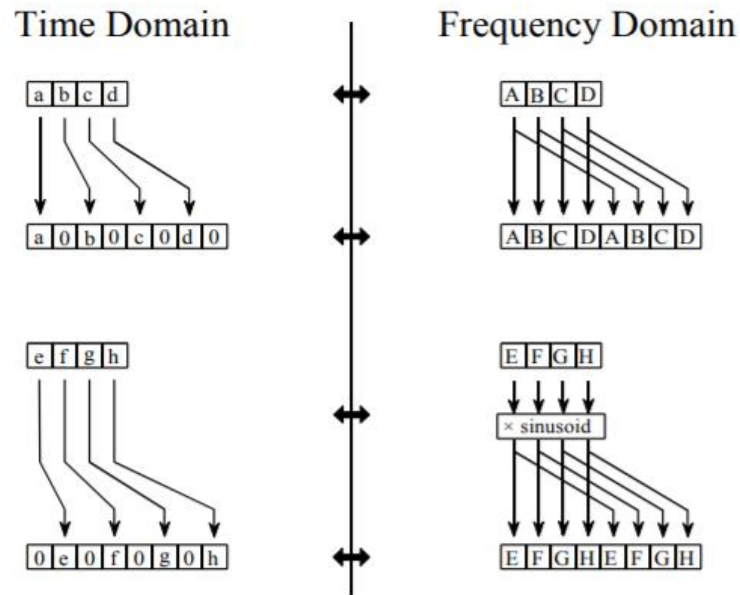 Time Domain Frequency Domain
a b c d A B C D
a 0 b 0 c 0 d 0 A B C D A B C D
e f g h E F G H
× sinusoid
0 e 0 f 0 g 0 h E F G H E F G H